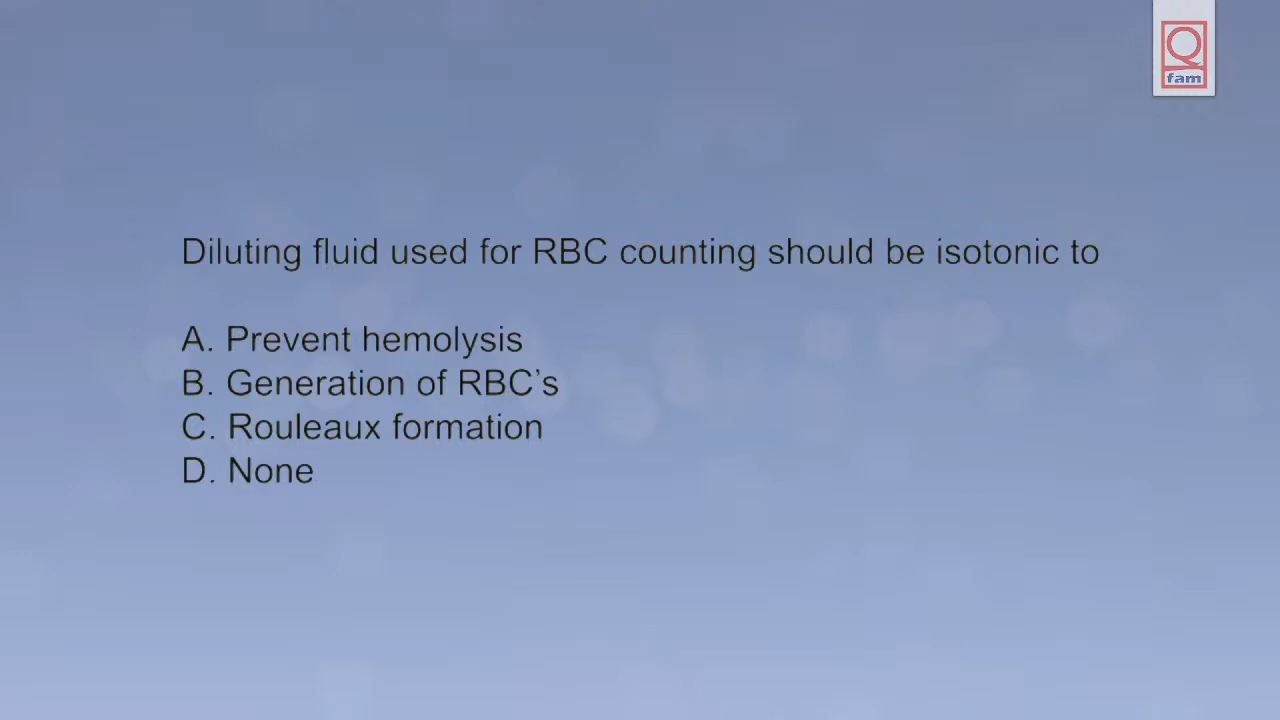 Q
fam
Diluting fluid used for RBC counting should be isotonic to
A. Prevent hemolysis
B. Generation of RBC’s
C. Rouleaux formation
D. None